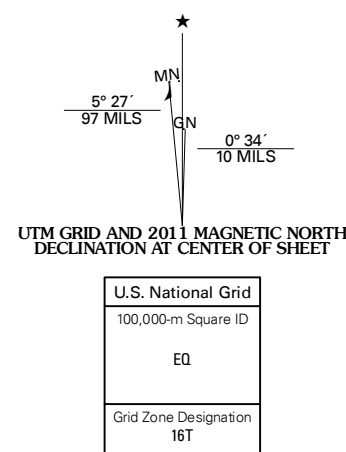 ★
MN
5° 27´
97 MILS
GN
0° 34´
10 MILS
UTM GRID AND 2011 MAGNETIC NORTH
DECLINATION AT CENTER OF SHEET
U.S. National Grid
100,000-m Square ID
EQ
Grid Zone Designation
16T